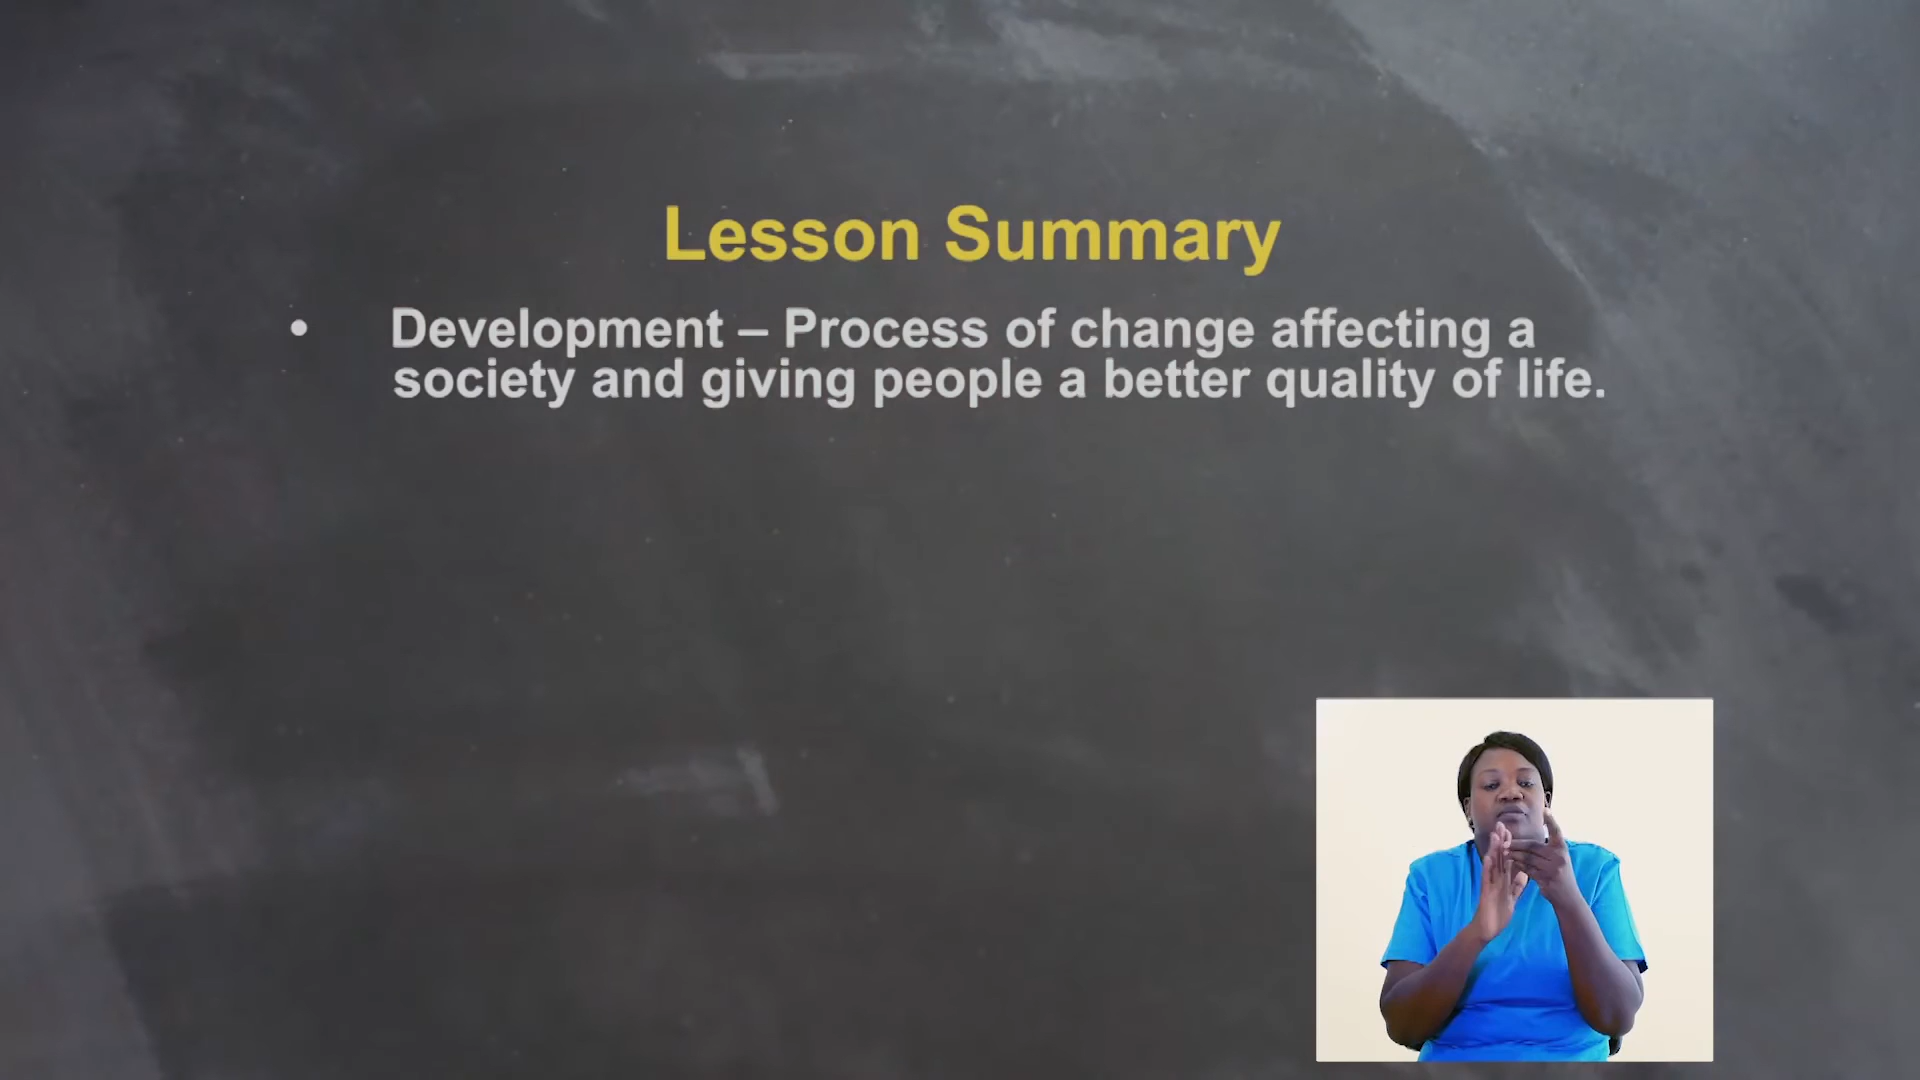 Lesson Summary
• Development – Process of change affecting a
society and giving people a better quality of life.